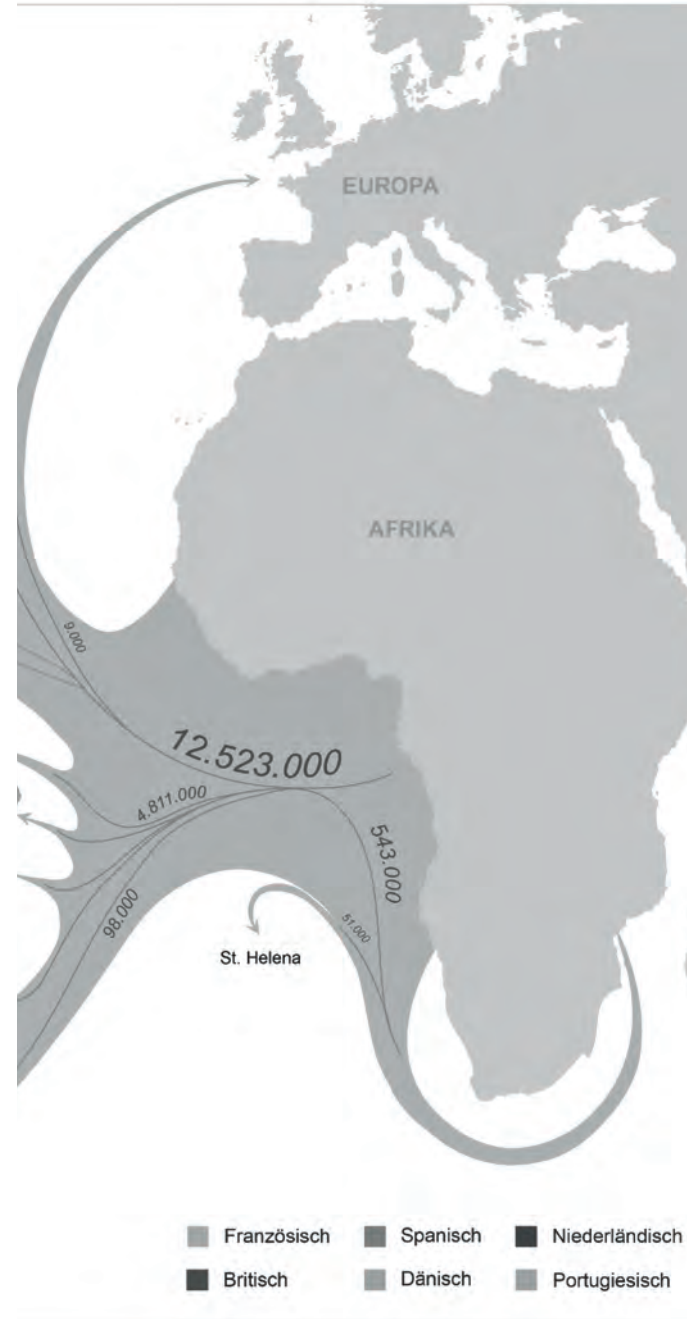 EUROPA
AFRIKA
9.000
12.523.000
4.811.000
543.000
98.000
51.000
St. Helena
Französisch Spanisch Niederländisch
Britisch Dänisch Portugiesisch